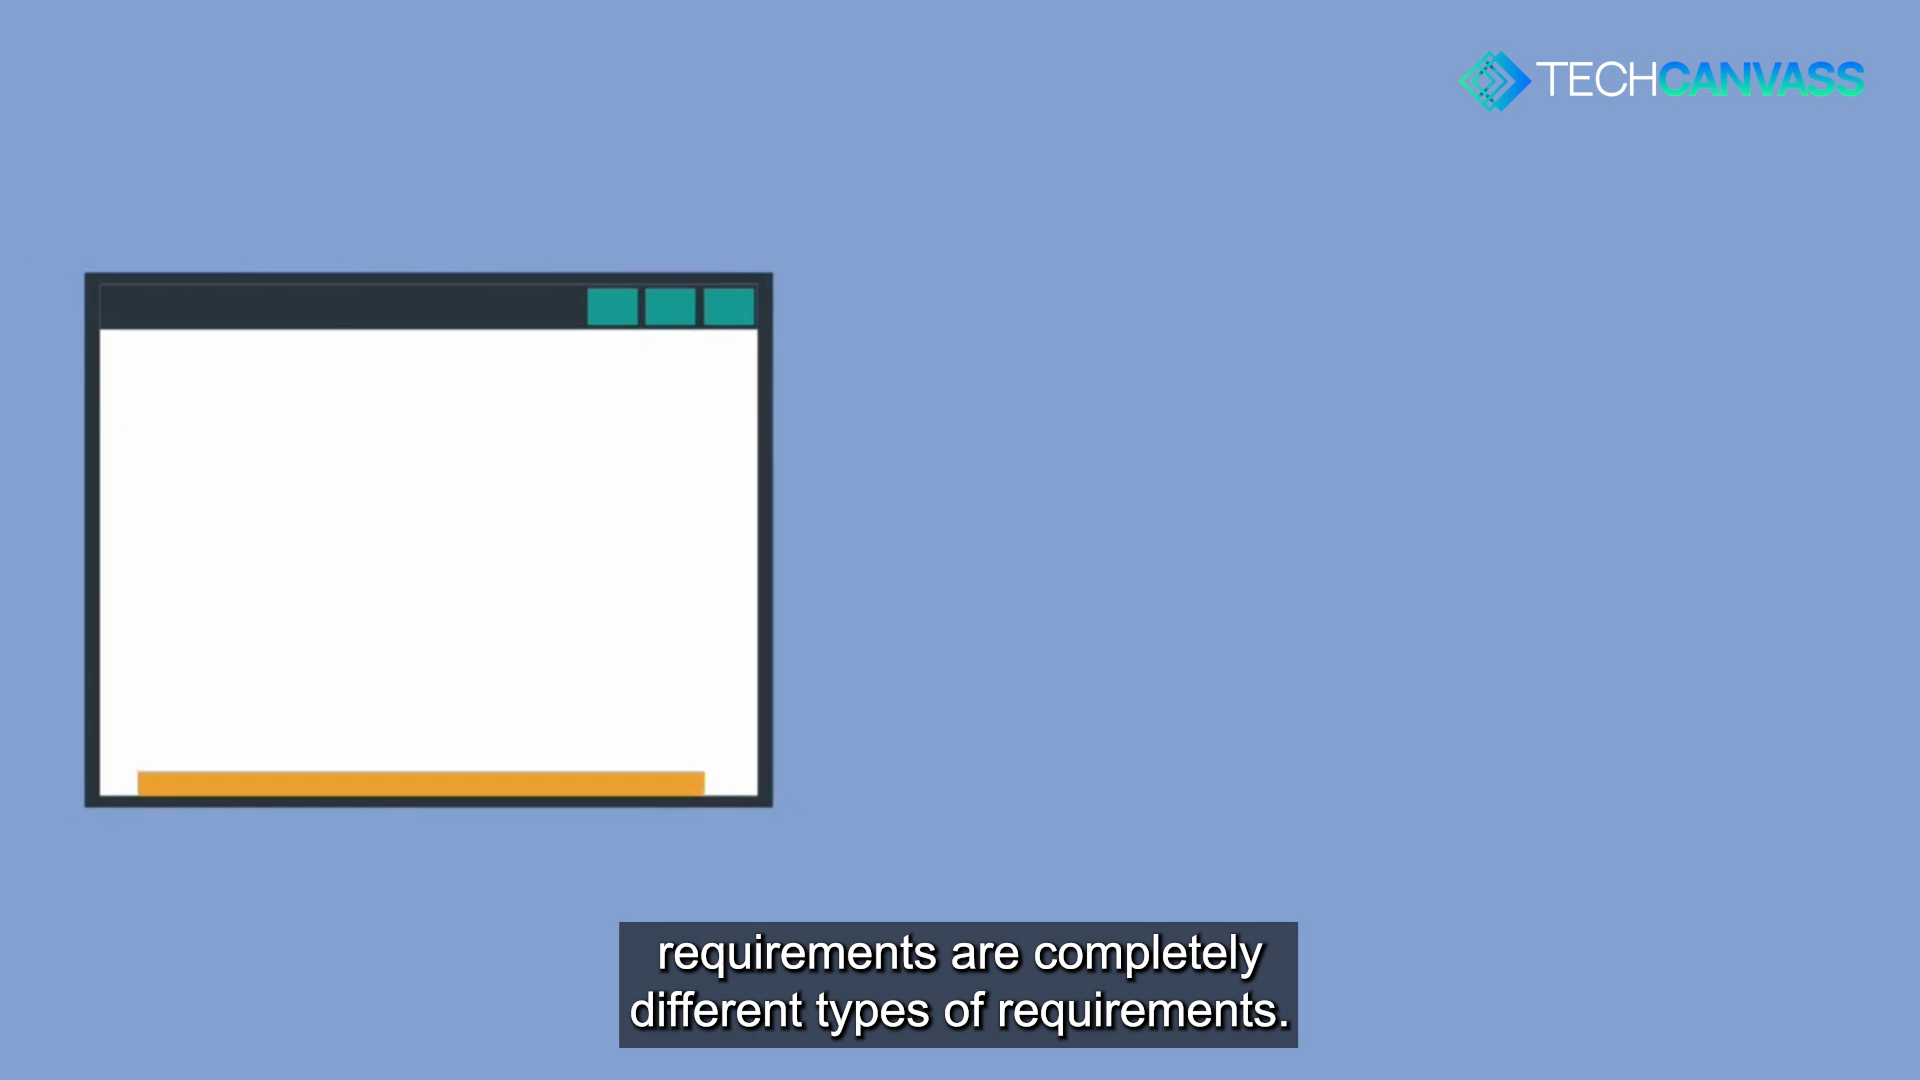 TECHCANVASS
requirements are completely
different types of requirements.